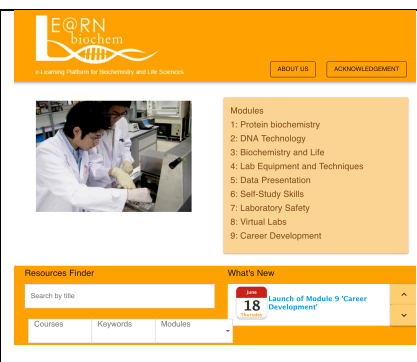 LE@RN
biochem
e-Learning Platform for Biochemistry and Life Sciences
ABOUT US
ACKNOWLEDGEMENT
Modules
1: Protein biochemistry
2: DNA Technology
3: Biochemistry and Life
4: Lab Equipment and Techniques
5: Data Presentation
6: Self-Study Skills
7: Laboratory Safety
8: Virtual Labs
9: Career Development
Resources Finder
Search by title
Courses
Keywords
Modules
What's New
June
18
Thursday
Launch of Module 9 'Career
Development'